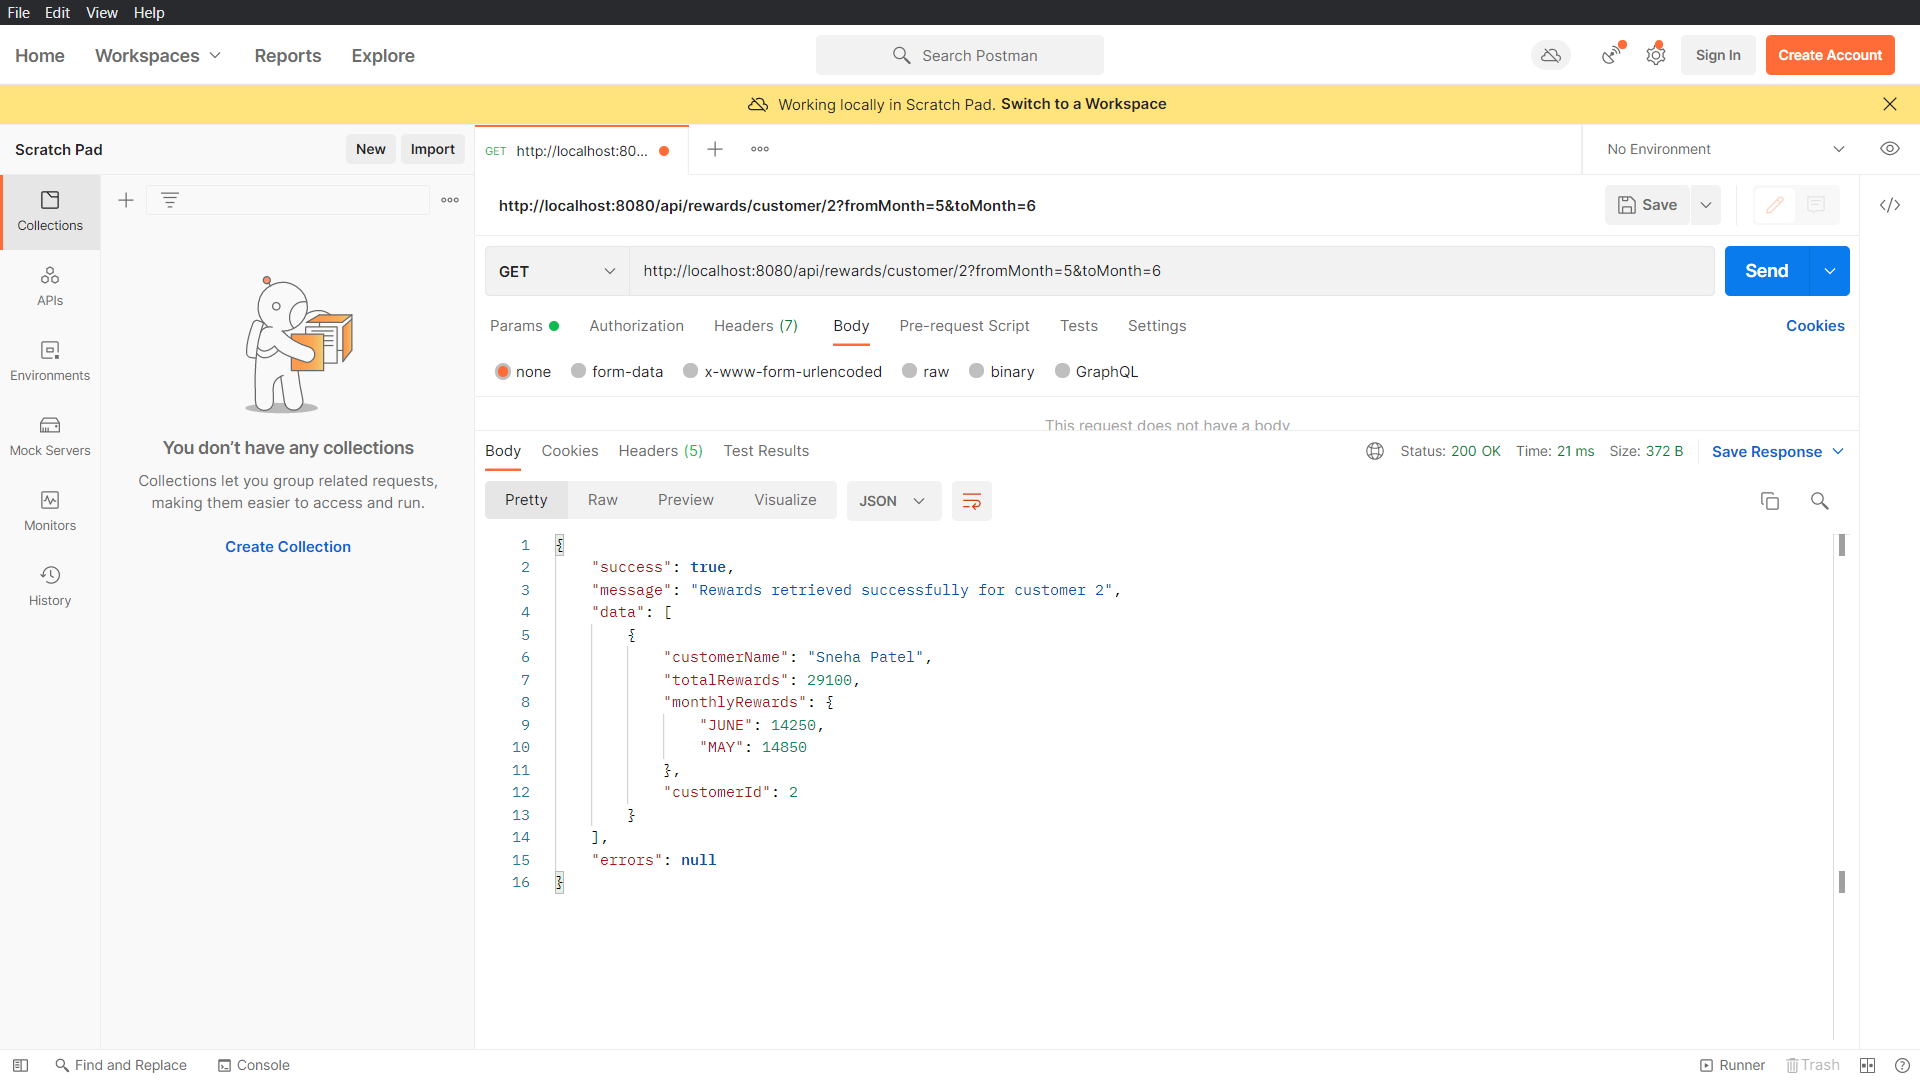 File Edit View Help
Home Workspaces Reports Explore Search Postman Sign In Create Account
Working locally in Scratch Pad. Switch to a Workspace
Scratch Pad New Import GET http://localhost:80... No Environment
Collections
http://localhost:8080/api/rewards/customer/2?fromMonth=5&toMonth=6 Save
GET http://localhost:8080/api/rewards/customer/2?fromMonth=5&toMonth=6 Send
APIs
Environments
Mock Servers
Monitors
History
You don’t have any collections
Collections let you group related requests,
making them easier to access and run.
Create Collection
Params Authorization Headers (7) Body Pre-request Script Tests Settings Cookies
none form-data x-www-form-urlencoded raw binary GraphQL
This request does not have a body
Body Cookies Headers (5) Test Results Status: 200 OK Time: 21 ms Size: 372 B Save Response
Pretty Raw Preview Visualize JSON
1 {
2 "success": true,
3 "message": "Rewards retrieved successfully for customer 2",
4 "data": [
5 {
6 "customerName": "Sneha Patel",
7 "totalRewards": 29100,
8 "monthlyRewards": {
9 "JUNE": 14250,
10 "MAY": 14850
11 },
12 "customerId": 2
13 }
14 ],
15 "errors": null
16 }
Find and Replace Console Runner Trash